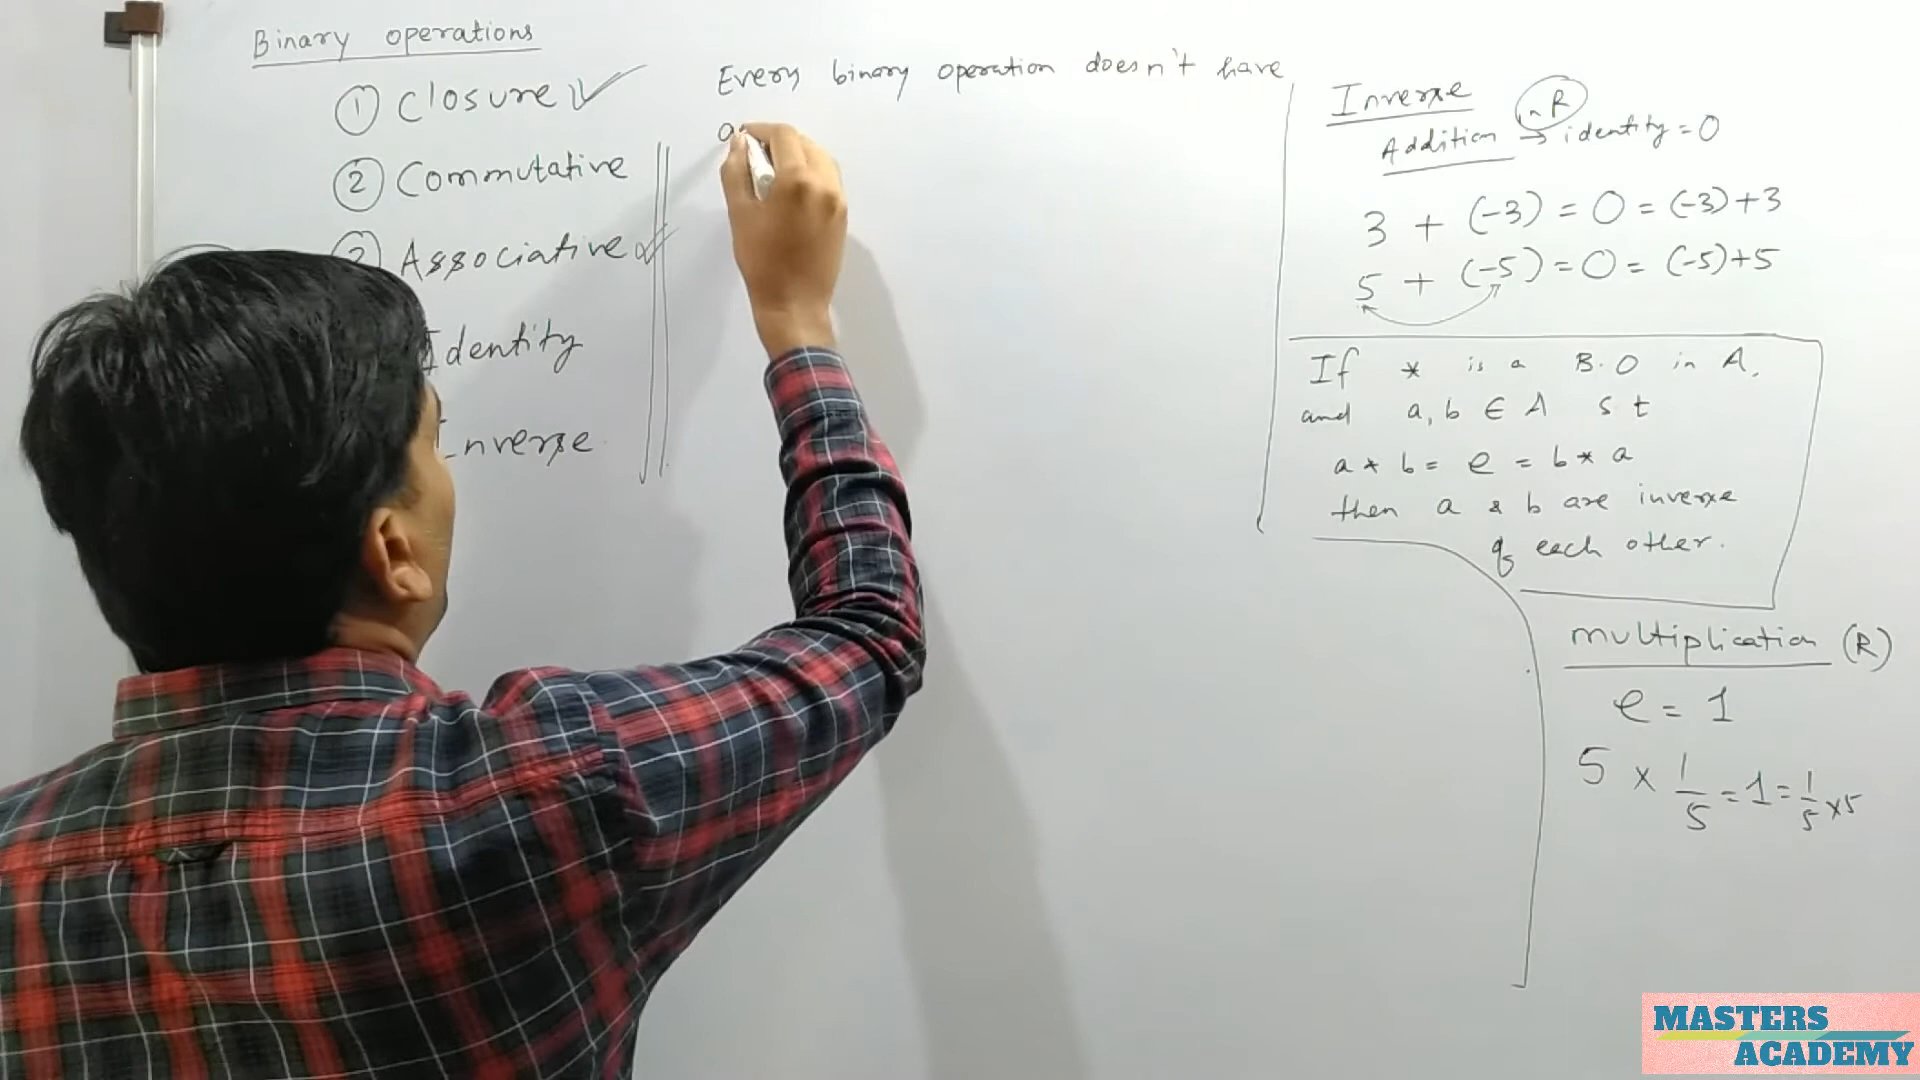 Binary operations
① Closure ✓
② Commutative
Associative ✓
Identity
Inverse
Every binary operation doesn't have
Inverse
Addition in R → identity = 0
3 + (-3) = 0 = (-3)+3
5 + (-5) = 0 = (-5)+5
If * is a B.O in A,
and a, b ∈ A s t
a * b = e = b * a
then a & b are inverse
of each other.
multiplication (R)
e = 1
5 × 1/5 = 1 = 1/5 × 5
MASTERS
ACADEMY